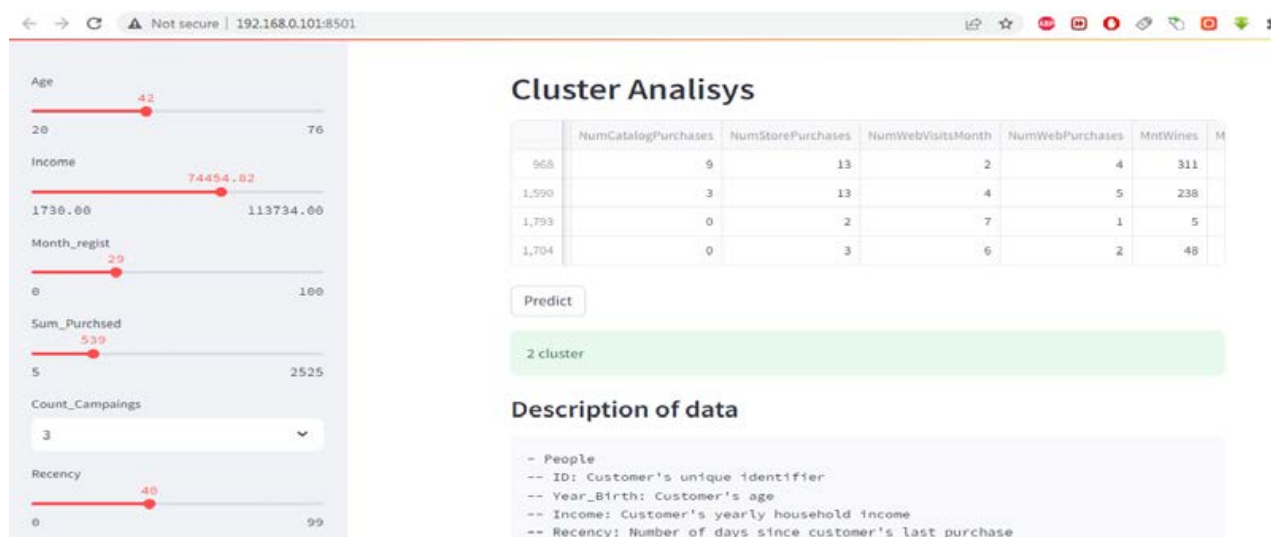 Not secure | 192.168.0.101:8501
Age
42
20 76
Income
74454.82
1730.00 113734.00
Month_regist
29
0 100
Sum_Purchsed
539
5 2525
Count_Campaings
3
Recency
40
0 99
Cluster Analisys
NumCatalogPurchases NumStorePurchases NumWebVisitsMonth NumWebPurchases MntWines M
968 9 13 2 4 311
1,590 3 13 4 5 238
1,793 0 2 7 1 5
1,704 0 3 6 2 48
Predict
2 cluster
Description of data
- People
-- ID: Customer's unique identifier
-- Year_Birth: Customer's age
-- Income: Customer's yearly household income
-- Recency: Number of days since customer's last purchase